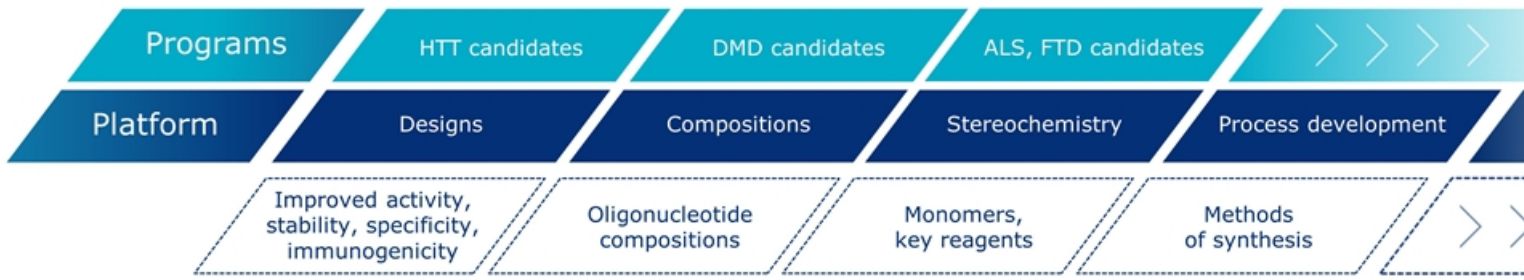 Programs
HTT candidates
DMD candidates
ALS, FTD candidates
Platform
Designs
Compositions
Stereochemistry
Process development
Improved activity,
stability, specificity,
immunogenicity
Oligonucleotide
compositions
Monomers,
key reagents
Methods
of synthesis